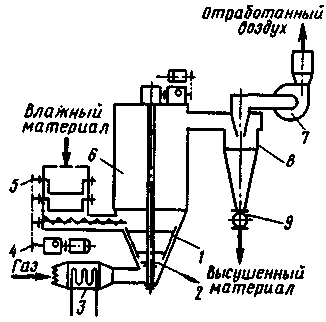 Отработанный
воздух
Влажный
материал
6
7
8
5
9
4
1
Газ
2
3
Высушенный
материал